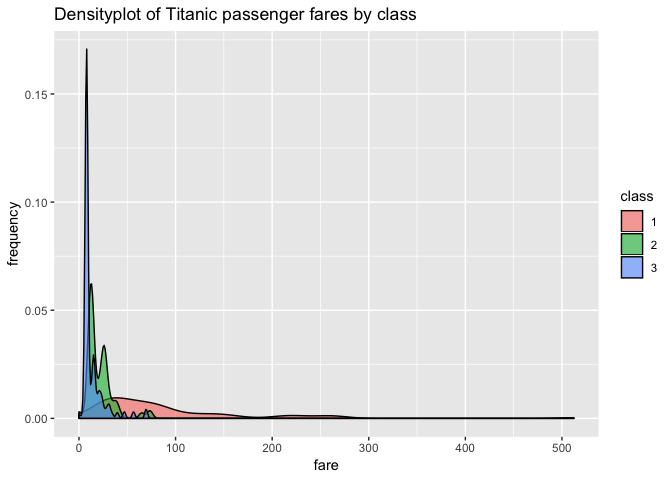 Densityplot of Titanic passenger fares by class
0.15
0.10
0.05
0.00
frequency
0 100 200 300 400 500
fare
class
1
2
3